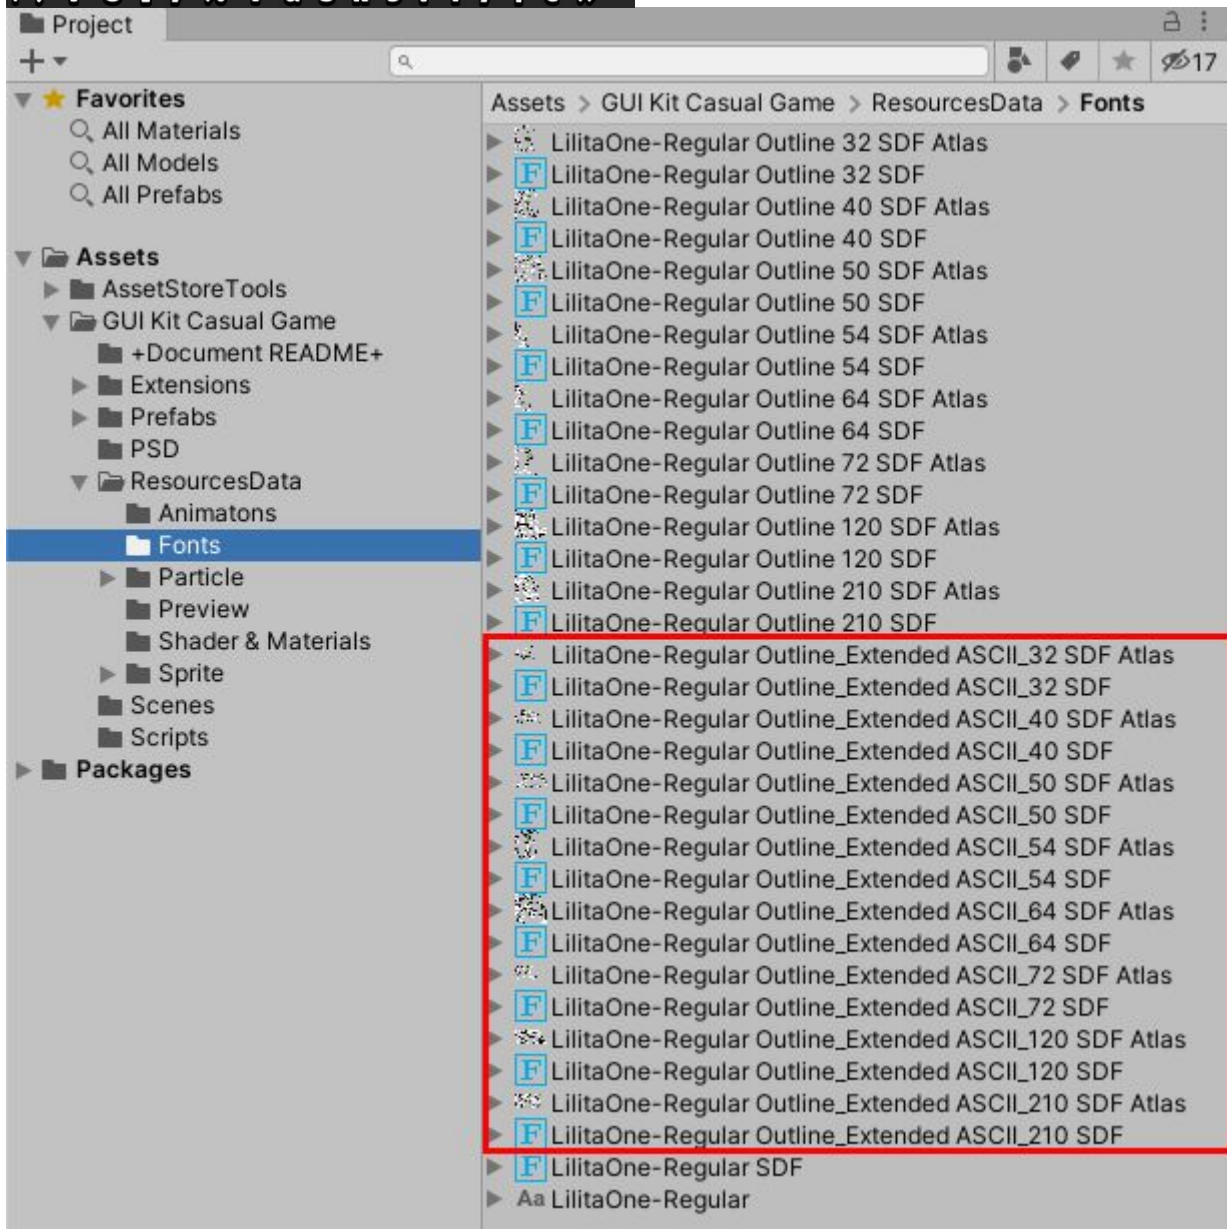 Project
17
Favorites
All Materials
All Models
All Prefabs
Assets
AssetStoreTools
GUI Kit Casual Game
+Document README+
Extensions
Prefabs
PSD
ResourcesData
Animatons
Fonts
Particle
Preview
Shader & Materials
Sprite
Scenes
Scripts
Packages
Assets > GUI Kit Casual Game > ResourcesData > Fonts
LilitaOne-Regular Outline 32 SDF Atlas
F LilitaOne-Regular Outline 32 SDF
LilitaOne-Regular Outline 40 SDF Atlas
F LilitaOne-Regular Outline 40 SDF
LilitaOne-Regular Outline 50 SDF Atlas
F LilitaOne-Regular Outline 50 SDF
LilitaOne-Regular Outline 54 SDF Atlas
F LilitaOne-Regular Outline 54 SDF
LilitaOne-Regular Outline 64 SDF Atlas
F LilitaOne-Regular Outline 64 SDF
LilitaOne-Regular Outline 72 SDF Atlas
F LilitaOne-Regular Outline 72 SDF
LilitaOne-Regular Outline 120 SDF Atlas
F LilitaOne-Regular Outline 120 SDF
LilitaOne-Regular Outline 210 SDF Atlas
F LilitaOne-Regular Outline 210 SDF
LilitaOne-Regular Outline_Extended ASCII_32 SDF Atlas
F LilitaOne-Regular Outline_Extended ASCII_32 SDF
LilitaOne-Regular Outline_Extended ASCII_40 SDF Atlas
F LilitaOne-Regular Outline_Extended ASCII_40 SDF
LilitaOne-Regular Outline_Extended ASCII_50 SDF Atlas
F LilitaOne-Regular Outline_Extended ASCII_50 SDF
LilitaOne-Regular Outline_Extended ASCII_54 SDF Atlas
F LilitaOne-Regular Outline_Extended ASCII_54 SDF
LilitaOne-Regular Outline_Extended ASCII_64 SDF Atlas
F LilitaOne-Regular Outline_Extended ASCII_64 SDF
LilitaOne-Regular Outline_Extended ASCII_72 SDF Atlas
F LilitaOne-Regular Outline_Extended ASCII_72 SDF
LilitaOne-Regular Outline_Extended ASCII_120 SDF Atlas
F LilitaOne-Regular Outline_Extended ASCII_120 SDF
LilitaOne-Regular Outline_Extended ASCII_210 SDF Atlas
F LilitaOne-Regular Outline_Extended ASCII_210 SDF
F LilitaOne-Regular SDF
Aa LilitaOne-Regular